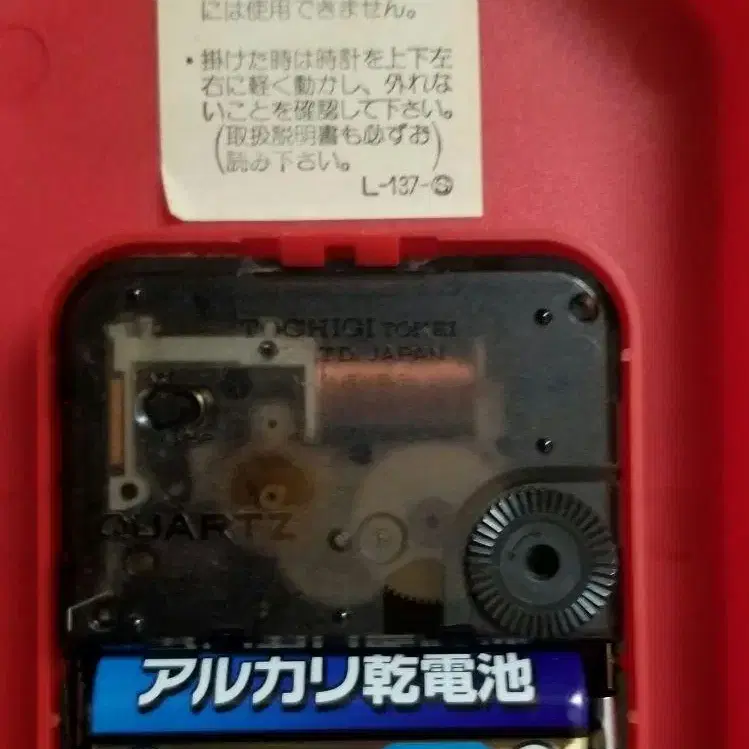 には使用できません。
・掛けた時は時計を上下左
右に軽く動かし、外れな
いことを確認して下さい。
(取扱説明書も必ずお
読み下さい。)
L-137-Ⓢ
TOCHIGI TOKEI
LTD. JAPAN
QUARTZ
アルカリ乾電池